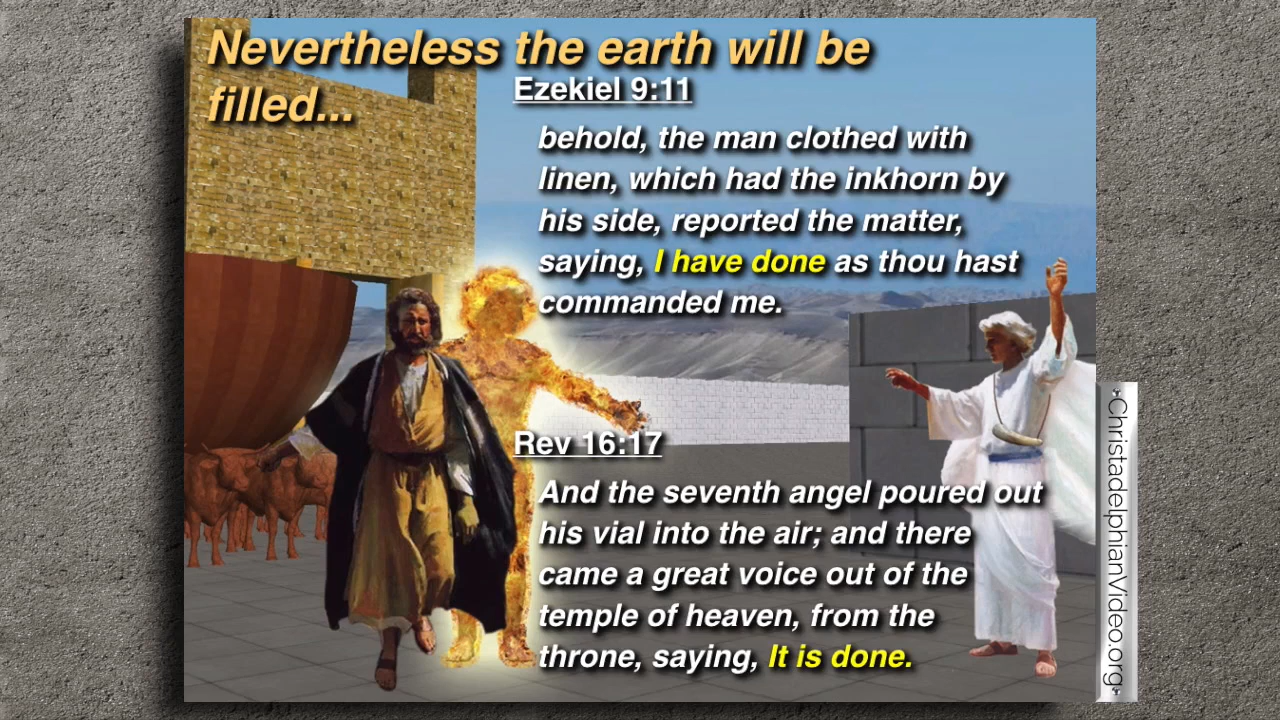 Nevertheless the earth will be
filled...
Ezekiel 9:11
behold, the man clothed with
linen, which had the inkhorn by
his side, reported the matter,
saying, I have done as thou hast
commanded me.
Rev 16:17
And the seventh angel poured out
his vial into the air; and there
came a great voice out of the
temple of heaven, from the
throne, saying, It is done.
ChristadelphianVideo.org